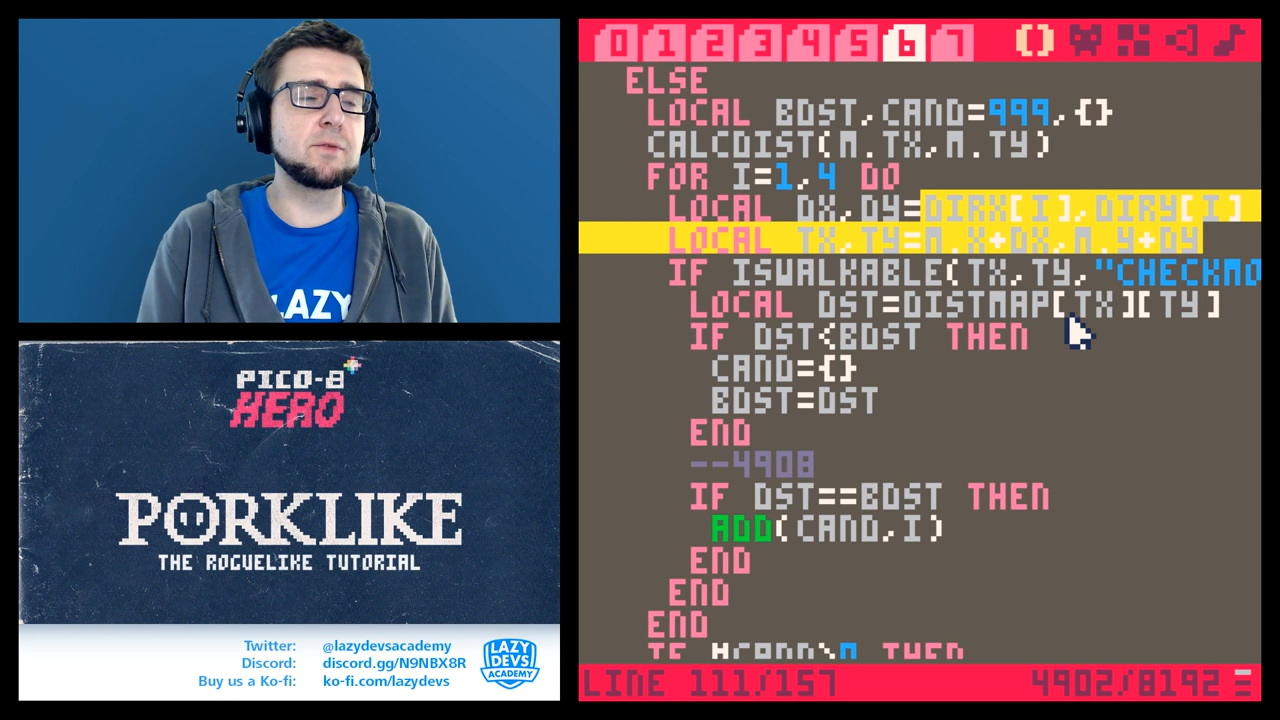 LAZY
PICO-8
HERO
PORKLIKE
THE ROGUELIKE TUTORIAL
Twitter: @lazydevsacademy
Discord: discord.gg/N9NBX8R
Buy us a Ko-fi: ko-fi.com/lazydevs
LAZY
DEVS
ACADEMY
0 1 2 3 4 5 6 7 ()
ELSE
LOCAL BDST,CAND=999,{}
CALCDIST(M.TX,M.TY)
FOR I=1,4 DO
LOCAL DX,DY=DIRX[I],DIRY[I]
LOCAL TX,TY=M.X+DX,M.Y+DY
IF ISWALKABLE(TX,TY,"CHECKMO
LOCAL DST=DISTMAP[TX][TY]
IF DST<BDST THEN
CAND={}
BDST=DST
END
--4908
IF DST==BDST THEN
ADD(CAND,I)
END
END
END
IF #CAND>0 THEN
LINE 111/157 4902/8192